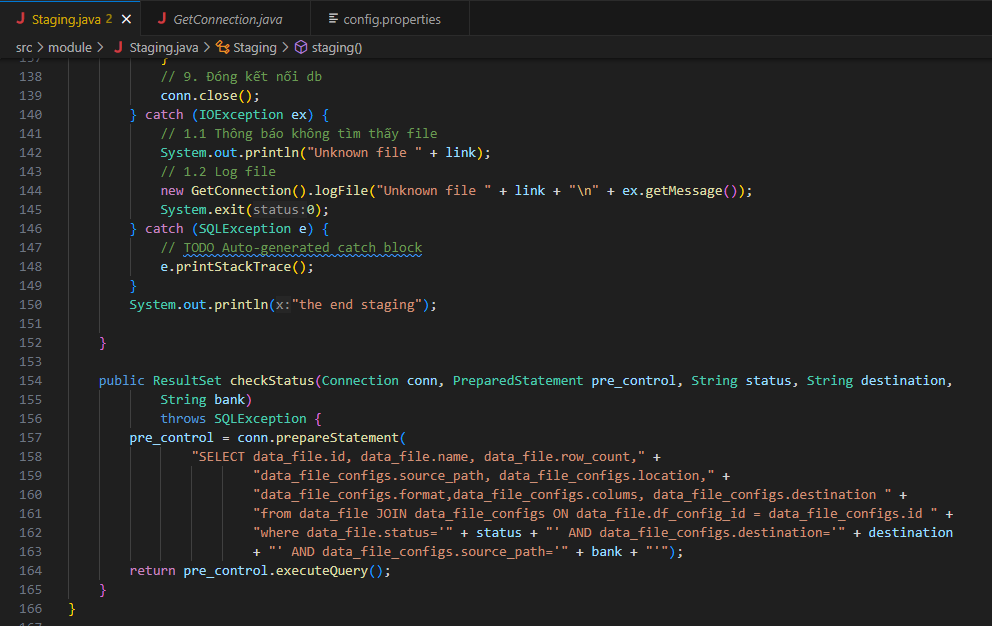 Staging.java 2 GetConnection.java config.properties
src > module > Staging.java > Staging > staging()
137 }
138 // 9. Đóng kết nối db
139 conn.close();
140 } catch (IOException ex) {
141 // 1.1 Thông báo không tìm thấy file
142 System.out.println("Unknown file " + link);
143 // 1.2 Log file
144 new GetConnection().logFile("Unknown file " + link + "\n" + ex.getMessage());
145 System.exit(status:0);
146 } catch (SQLException e) {
147 // TODO Auto-generated catch block
148 e.printStackTrace();
149 }
150 System.out.println(x:"the end staging");
151
152 }
153
154 public ResultSet checkStatus(Connection conn, PreparedStatement pre_control, String status, String destination,
155 String bank)
156 throws SQLException {
157 pre_control = conn.prepareStatement(
158 "SELECT data_file.id, data_file.name, data_file.row_count," +
159 "data_file_configs.source_path, data_file_configs.location," +
160 "data_file_configs.format,data_file_configs.colums, data_file_configs.destination " +
161 "from data_file JOIN data_file_configs ON data_file.df_config_id = data_file_configs.id " +
162 "where data_file.status='" + status + "' AND data_file_configs.destination='" + destination
163 + "' AND data_file_configs.source_path='" + bank + "'");
164 return pre_control.executeQuery();
165 }
166 }
167